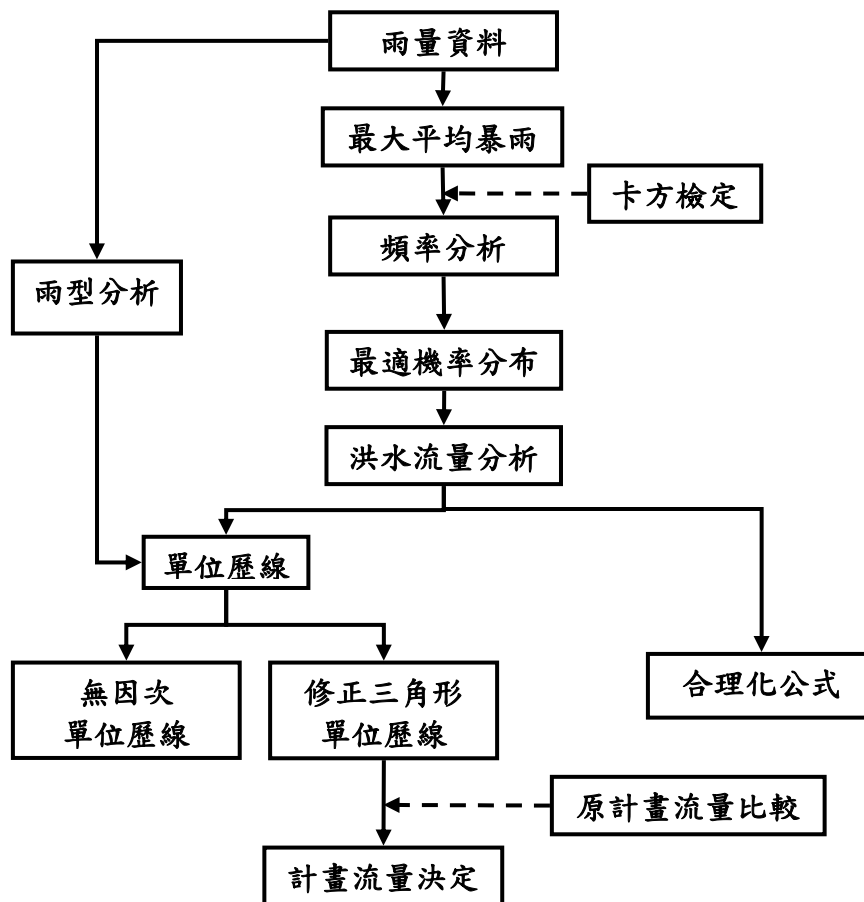 雨量資料
最大平均暴雨
卡方檢定
頻率分析
雨型分析
最適機率分布
洪水流量分析
單位歷線
無因次
單位歷線
修正三角形
單位歷線
合理化公式
原計畫流量比較
計畫流量決定